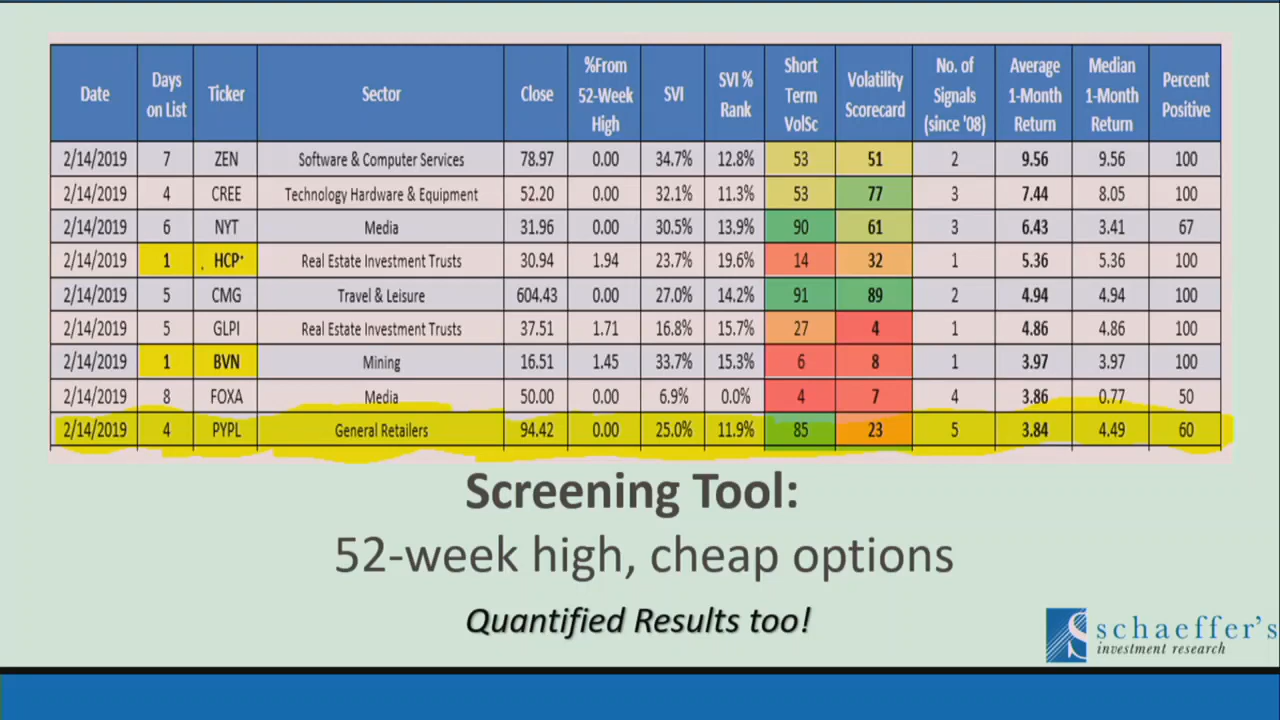 Date Days on List Ticker Sector Close %From 52-Week High SVI SVI % Rank Short Term VolSc Volatility Scorecard No. of Signals (since '08) Average 1-Month Return Median 1-Month Return Percent Positive
2/14/2019 7 ZEN Software & Computer Services 78.97 0.00 34.7% 12.8% 53 51 2 9.56 9.56 100
2/14/2019 4 CREE Technology Hardware & Equipment 52.20 0.00 32.1% 11.3% 53 77 3 7.44 8.05 100
2/14/2019 6 NYT Media 31.96 0.00 30.5% 13.9% 90 61 3 6.43 3.41 67
2/14/2019 1 HCP Real Estate Investment Trusts 30.94 1.94 23.7% 19.6% 14 32 1 5.36 5.36 100
2/14/2019 5 CMG Travel & Leisure 604.43 0.00 27.0% 14.2% 91 89 2 4.94 4.94 100
2/14/2019 5 GLPI Real Estate Investment Trusts 37.51 1.71 16.8% 15.7% 27 4 1 4.86 4.86 100
2/14/2019 1 BVN Mining 16.51 1.45 33.7% 15.3% 6 8 1 3.97 3.97 100
2/14/2019 8 FOXA Media 50.00 0.00 6.9% 0.0% 4 7 4 3.86 0.77 50
2/14/2019 4 PYPL General Retailers 94.42 0.00 25.0% 11.9% 85 23 5 3.84 4.49 60
Screening Tool:
52-week high, cheap options
Quantified Results too!
schaeffer's
investment research